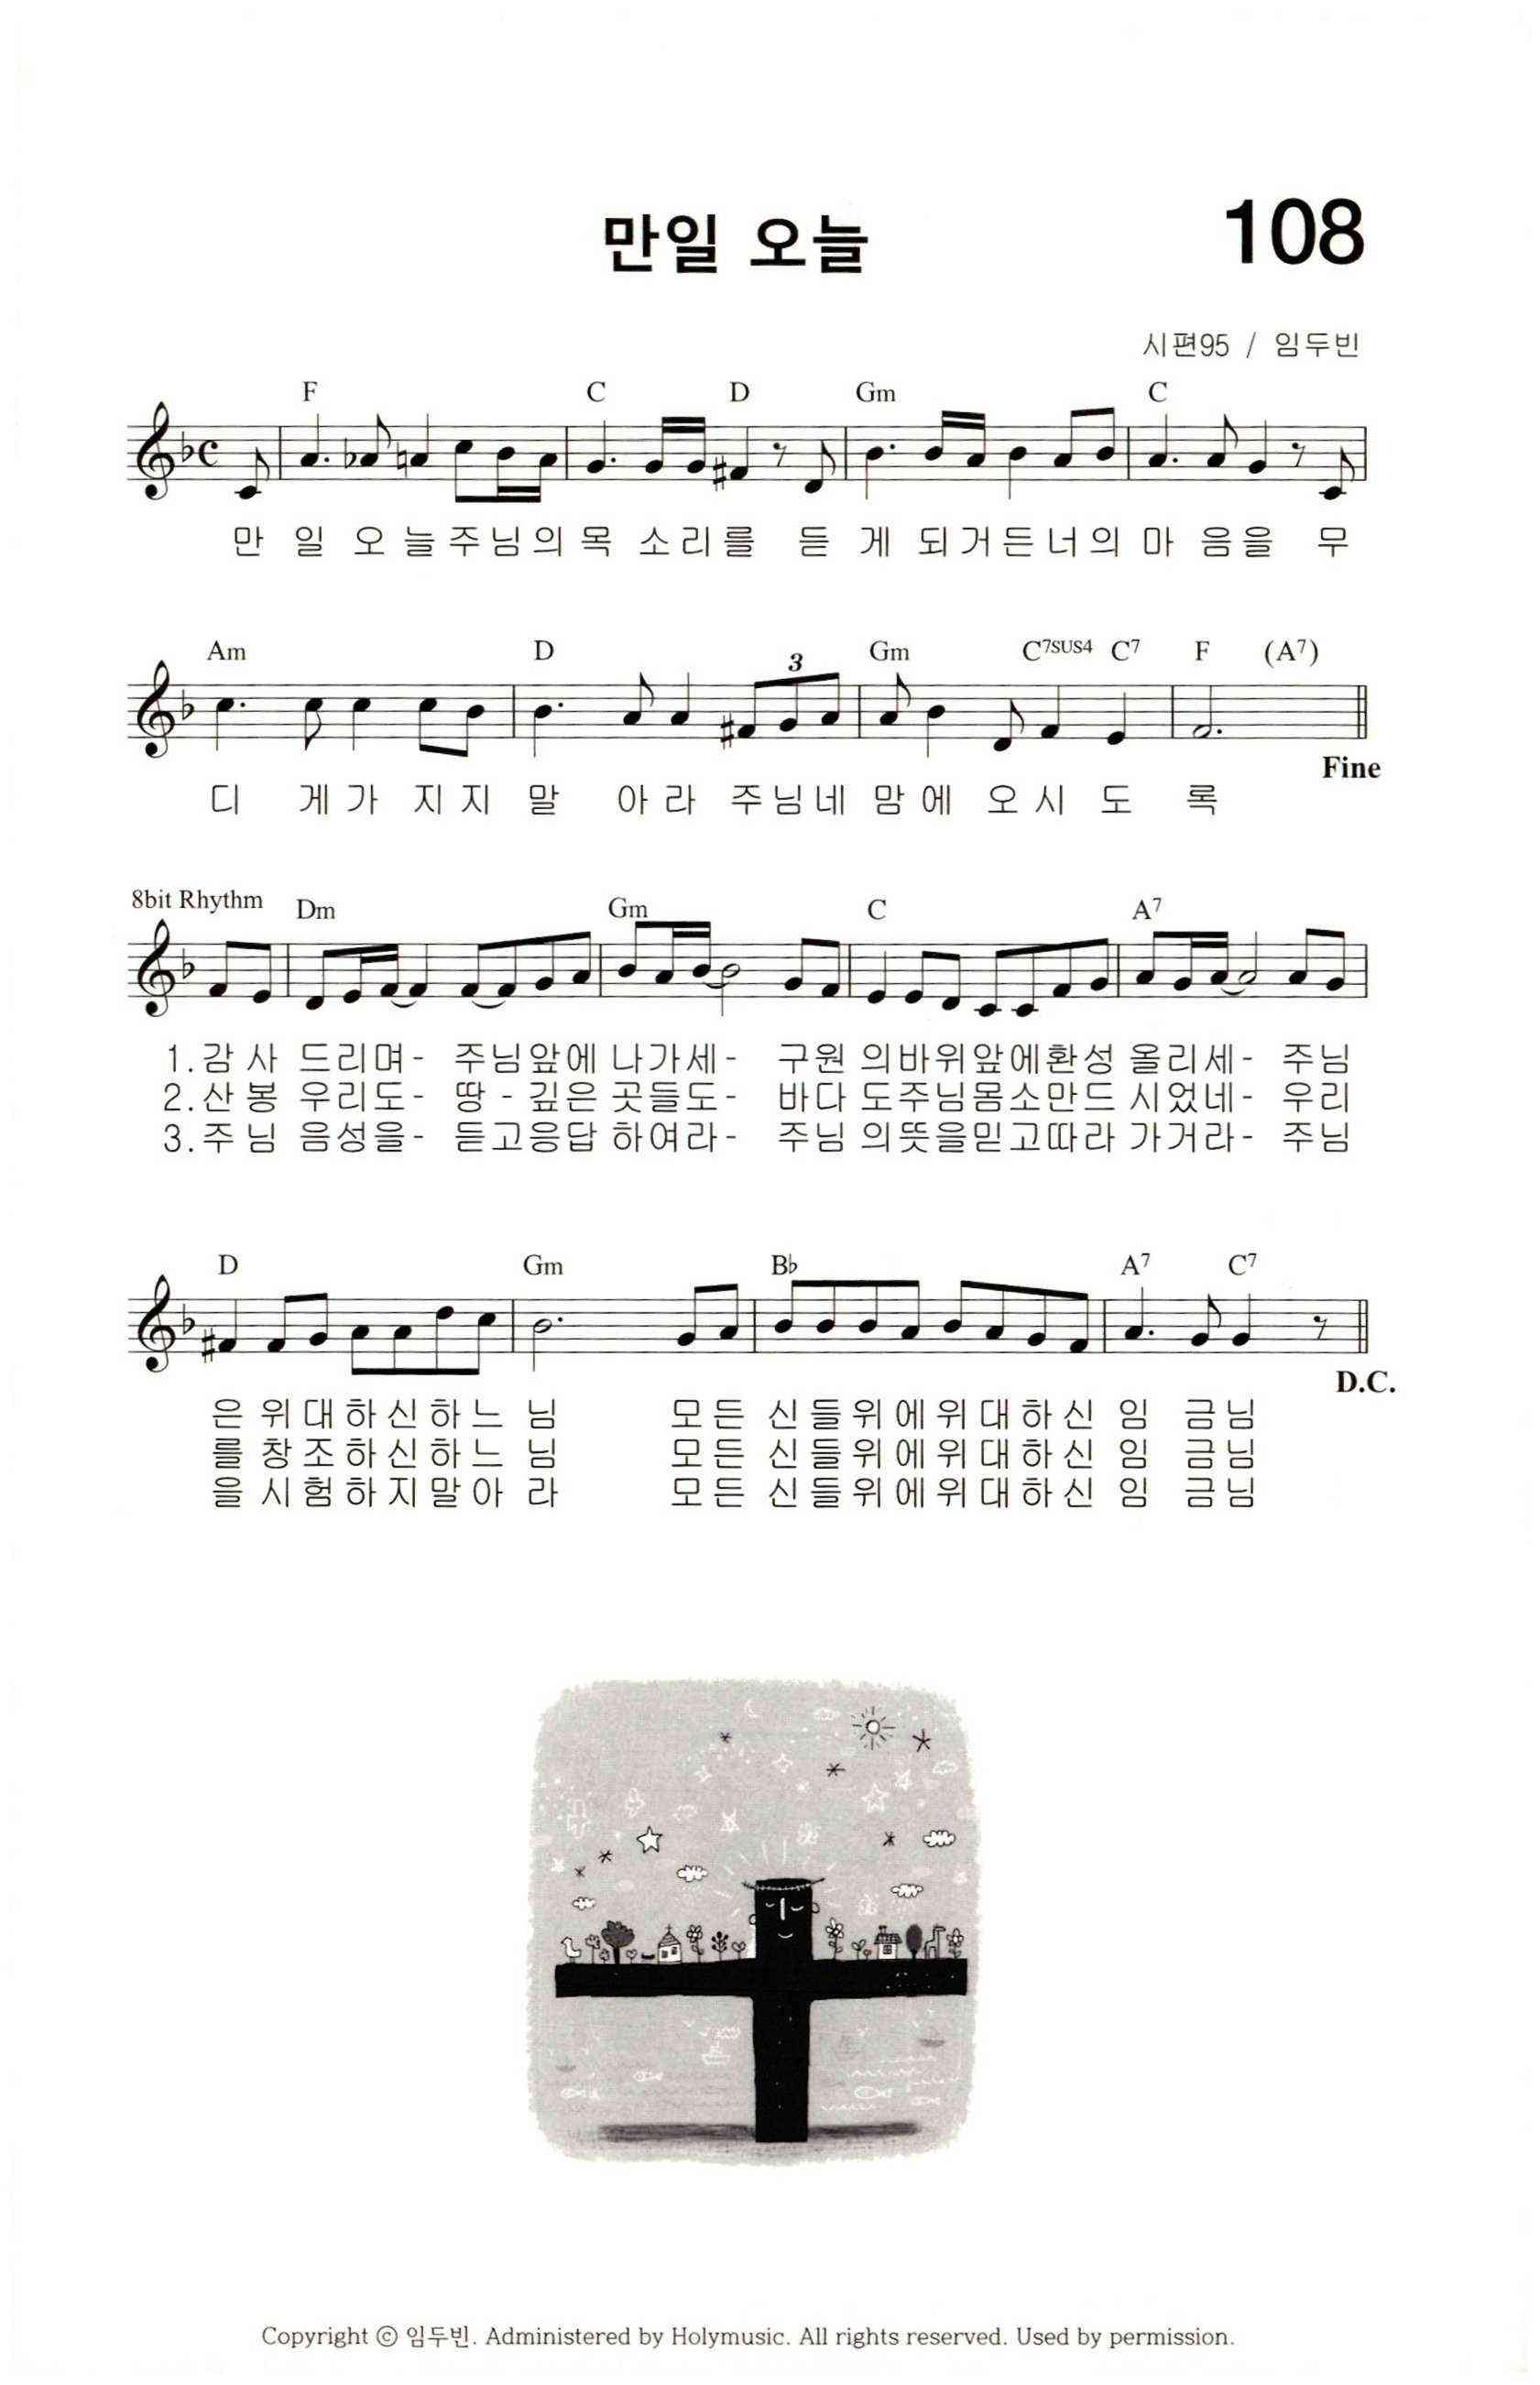 만일 오늘
108
시편95 / 임두빈
F C D Gm C
만 일 오 늘 주 님 의 목 소 리 를 듣 게 되 거 든 너 의 마 음 을 무
Am D 3 Gm C7SUS4 C7 F (A7)
Fine
디 게 가 지 지 말 아 라 주 님 네 맘 에 오 시 도 록
8bit Rhythm Dm Gm C A7
1.감 사 드리며- 주님앞에 나가세- 구원 의바위앞에환성 올리세- 주님
2.산 봉 우리도- 땅-깊은 곳들도- 바다 도주님몸소만드 시었네- 우리
3.주 님 음성을- 듣고응답 하여라- 주님 의뜻을믿고따라 가거라- 주님
D Gm B♭ A7 C7
D.C.
은 위 대 하 신 하 느 님 모 든 신 들 위 에 위 대 하 신 임 금 님
를 창 조 하 신 하 느 님 모 든 신 들 위 에 위 대 하 신 임 금 님
을 시 험 하 지 말 아 라 모 든 신 들 위 에 위 대 하 신 임 금 님
Copyright ⓒ 임두빈. Administered by Holymusic. All rights reserved. Used by permission.